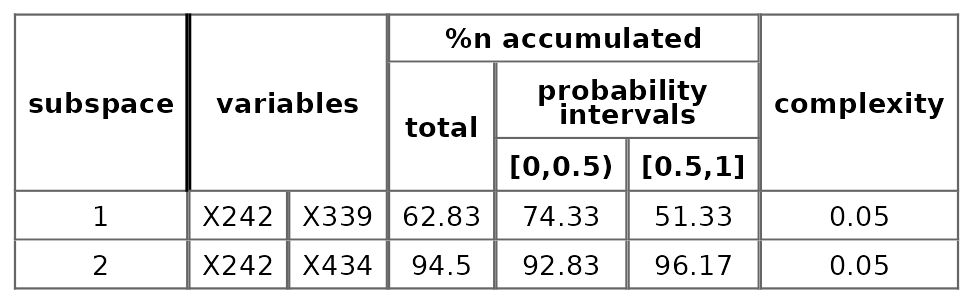 %n accumulated
subspace variables total probability intervals complexity
[0,0.5) [0.5,1]
1 X242 X339 62.83 74.33 51.33 0.05
2 X242 X434 94.5 92.83 96.17 0.05